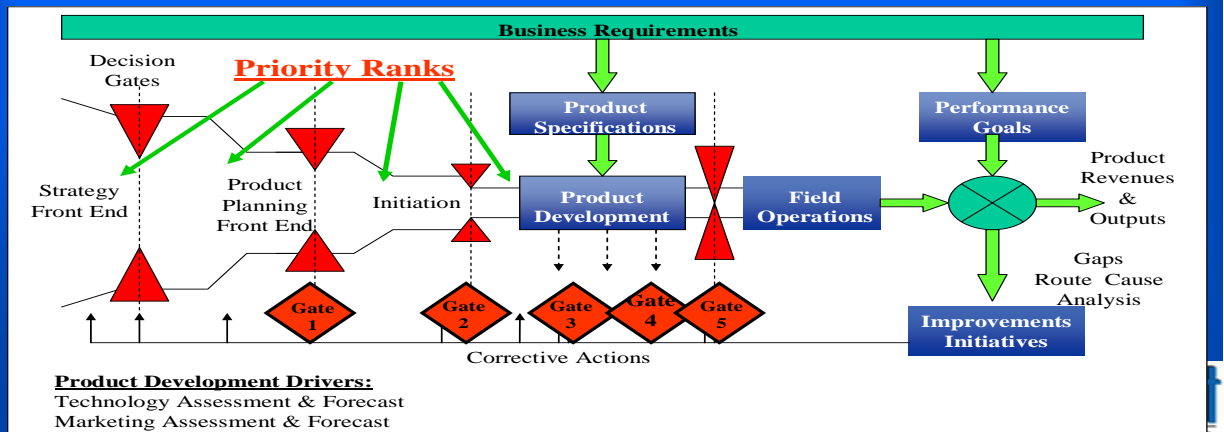 Business Requirements
Decision
Gates
Priority Ranks
Product
Specifications
Performance
Goals
Strategy
Front End
Product
Planning
Front End
Initiation
Product
Development
Field
Operations
Product
Revenues
&
Outputs
Gaps
Route Cause
Analysis
Gate
1
Gate
2
Gate
3
Gate
4
Gate
5
Improvements
Initiatives
Corrective Actions
Product Development Drivers:
Technology Assessment & Forecast
Marketing Assessment & Forecast